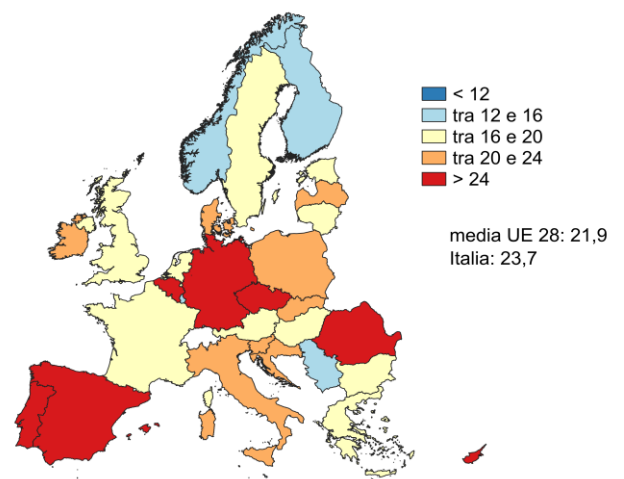 < 12
tra 12 e 16
tra 16 e 20
tra 20 e 24
> 24
media UE 28: 21,9
Italia: 23,7